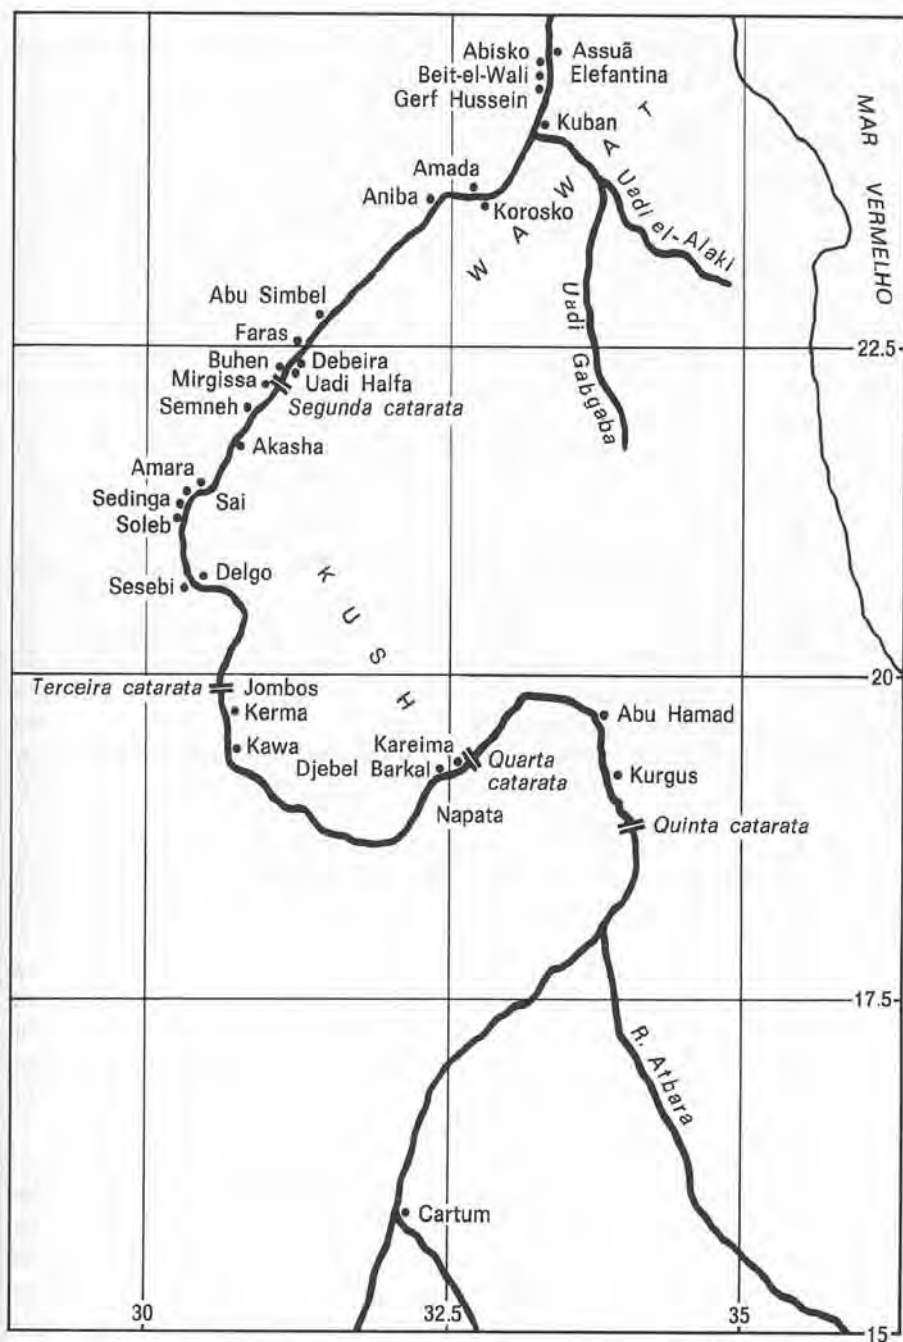 Abisko
Assuã
Beit-el-Wali
Elefantina
Gerf Hussein
Kuban
MAR VERMELHO
WAWAT
Amada
Aniba
Korosko
Uadi el-Alaki
Uadi Gabgaba
Abu Simbel
Faras
22.5
Buhen
Debeira
Mirgissa
Uadi Halfa
Semneh
Segunda catarata
Akasha
Amara
Sedinga
Sai
Soleb
Delgo
Sesebi
KUSH
20
Terceira catarata
Jombos
Kerma
Abu Hamad
Kawa
Kareima
Djebel Barkal
Quarta
catarata
Kurgus
Napata
Quinta catarata
17.5
R. Atbara
Cartum
30
32.5
35
15